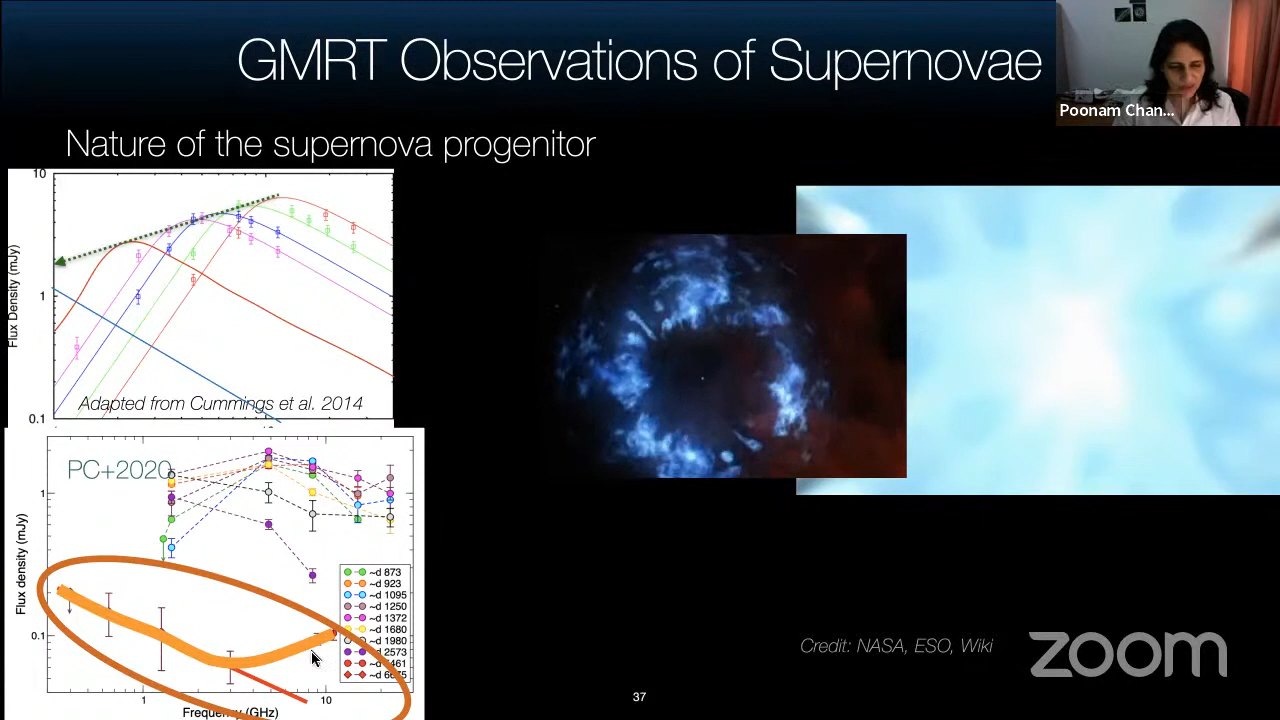 GMRT Observations of Supernovae
Poonam Chan...
Nature of the supernova progenitor
10
1
0.1
Flux Density (mJy)
Adapted from Cummings et al. 2014
PC+2020
1
0.1
Flux density (mJy)
~d 873
~d 923
~d 1095
~d 1250
~d 1372
~d 1680
~d 1980
~d 2573
1
10
Frequency (GHz)
Credit: NASA, ESO, Wiki
zoom
37